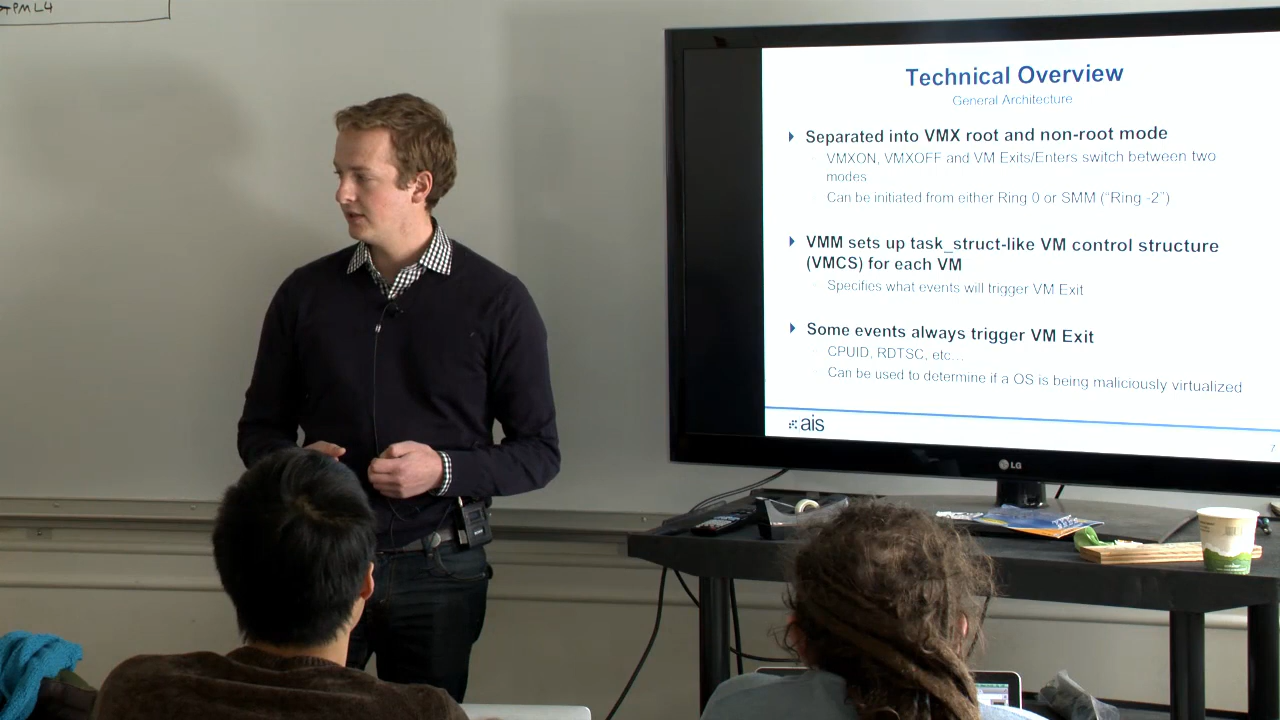 PML4
Technical Overview
General Architecture
Separated into VMX root and non-root mode
VMXON, VMXOFF and VM Exits/Enters switch between two
modes
Can be initiated from either Ring 0 or SMM (“Ring -2”)
VMM sets up task_struct-like VM control structure
(VMCS) for each VM
Specifies what events will trigger VM Exit
Some events always trigger VM Exit
CPUID, RDTSC, etc...
Can be used to determine if a OS is being maliciously virtualized
ais
7
LG